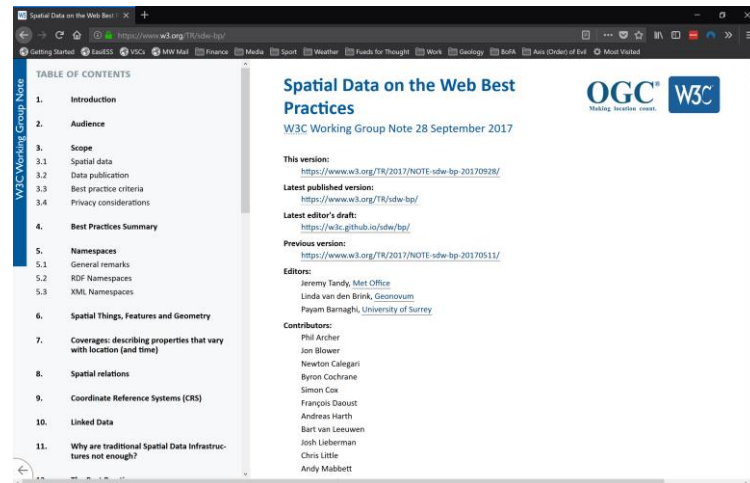 Spatial Data on the Web Best
https://www.w3.org/TR/sdw-bp/
Getting Started
EauiESS
VSCs
MW Mail
Finance
Media
Sport
Weather
Fueds for Thought
Work
Geology
BofA
Axis (Order) of Evil
Most Visited
W3C Working Group Note
TABLE OF CONTENTS
1. Introduction
2. Audience
3. Scope
3.1 Spatial data
3.2 Data publication
3.3 Best practice criteria
3.4 Privacy considerations
4. Best Practices Summary
5. Namespaces
5.1 General remarks
5.2 RDF Namespaces
5.3 XML Namespaces
6. Spatial Things, Features and Geometry
7. Coverages: describing properties that vary
with location (and time)
8. Spatial relations
9. Coordinate Reference Systems (CRS)
10. Linked Data
11. Why are traditional Spatial Data Infrastruc-
tures not enough?
Spatial Data on the Web Best
Practices
W3C Working Group Note 28 September 2017
OGC®
Making location count.
W3C
This version:
https://www.w3.org/TR/2017/NOTE-sdw-bp-20170928/
Latest published version:
https://www.w3.org/TR/sdw-bp/
Latest editor's draft:
https://w3c.github.io/sdw/bp/
Previous version:
https://www.w3.org/TR/2017/NOTE-sdw-bp-20170511/
Editors:
Jeremy Tandy, Met Office
Linda van den Brink, Geonovum
Payam Barnaghi, University of Surrey
Contributors:
Phil Archer
Jon Blower
Newton Calegari
Byron Cochrane
Simon Cox
François Daoust
Andreas Harth
Bart van Leeuwen
Josh Lieberman
Chris Little
Andy Mabbett